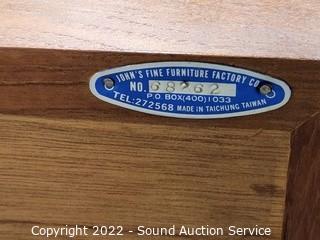 JOHN'S FINE FURNITURE FACTORY CO
NO. 68262
P.O BOX(400)1033
TEL:272568 MADE IN TAICHUNG TAIWAN
Copyright 2022 - Sound Auction Service